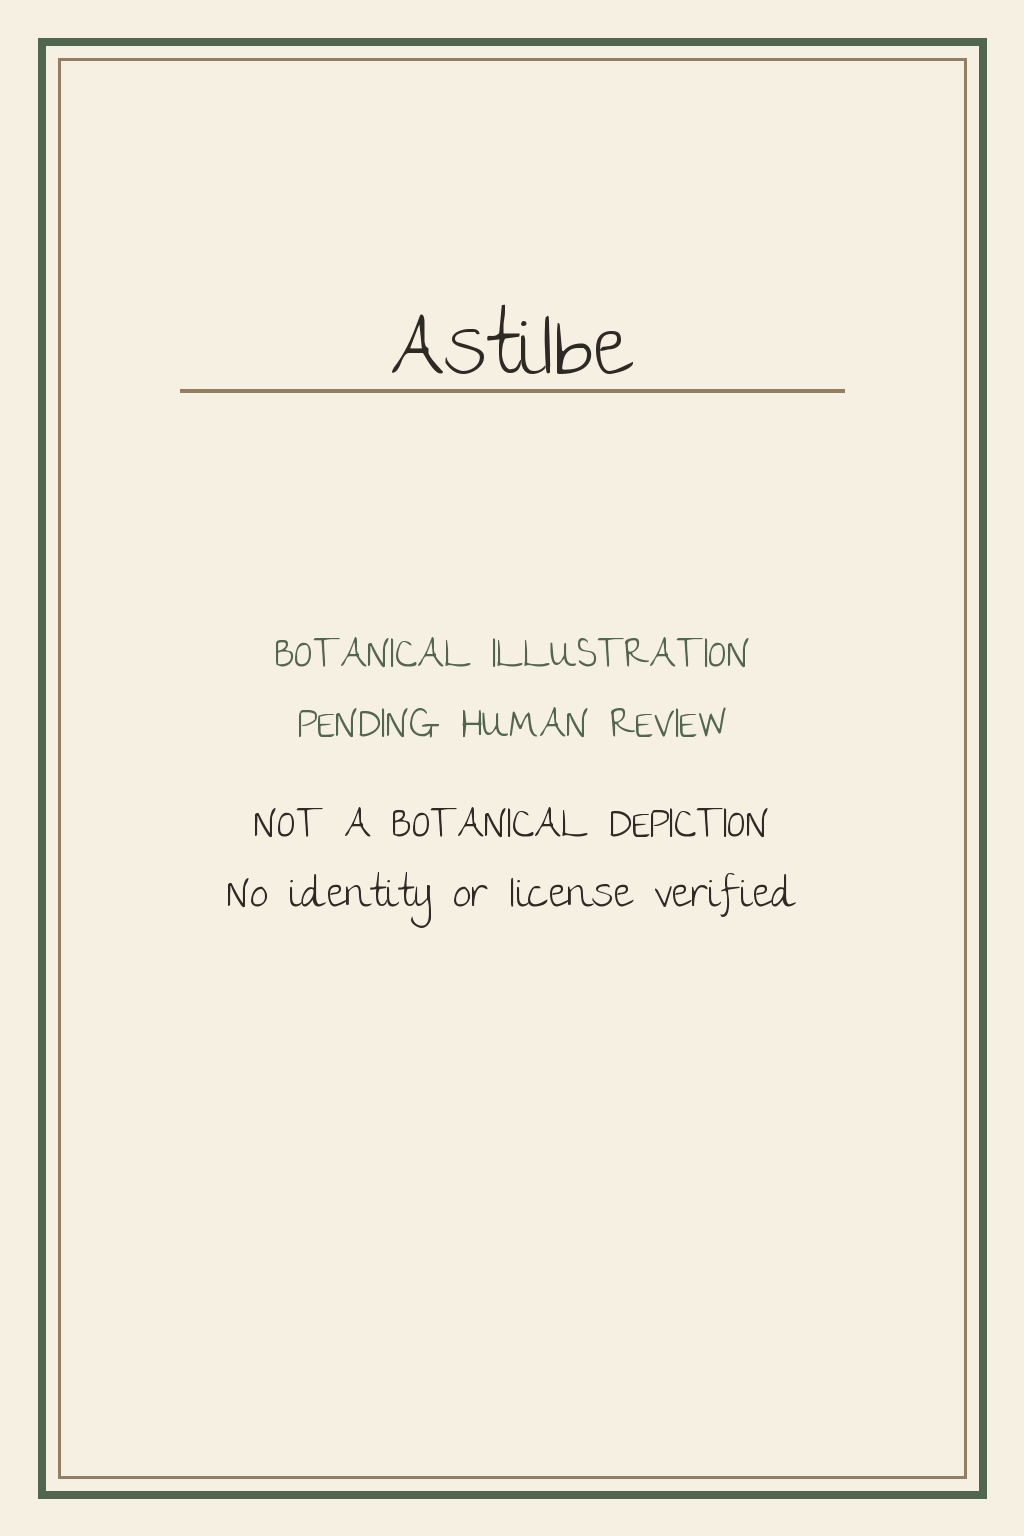 Astilbe
BOTANICAL ILLUSTRATION
PENDING HUMAN REVIEW
NOT A BOTANICAL DEPICTION
No identity or license verified